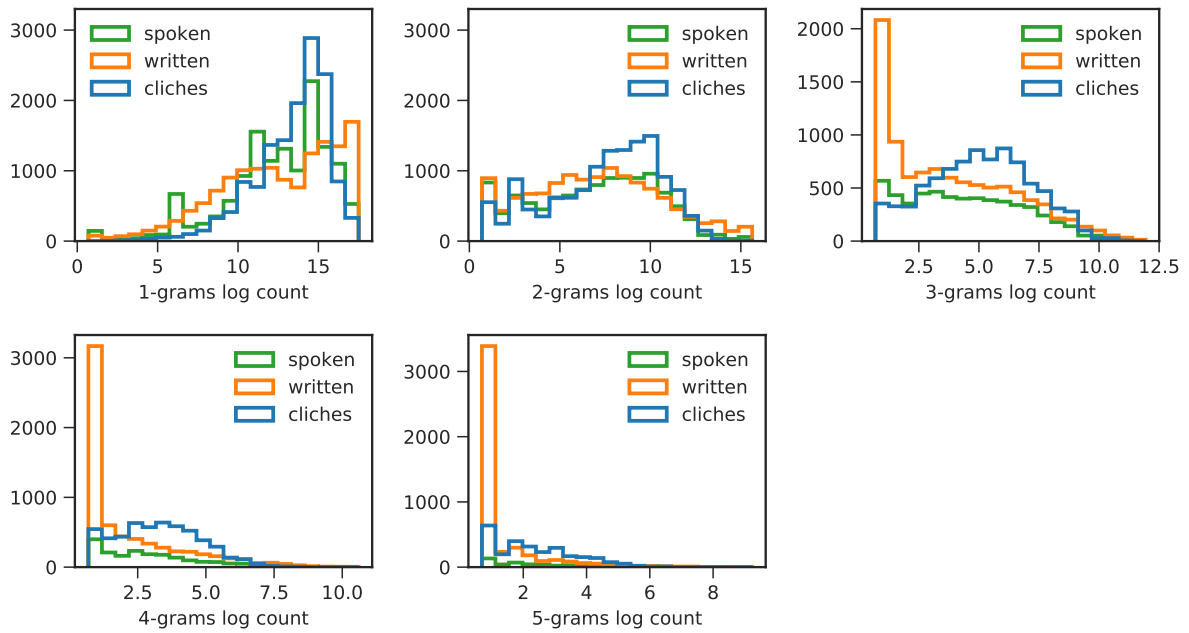 3000
2000
1000
0
spoken
written
cliches
0 5 10 15
1-grams log count
3000
2000
1000
0
spoken
written
cliches
0 5 10 15
2-grams log count
2000
1500
1000
500
0
spoken
written
cliches
2.5 5.0 7.5 10.0 12.5
3-grams log count
3000
2000
1000
0
spoken
written
cliches
2.5 5.0 7.5 10.0
4-grams log count
3000
2000
1000
0
spoken
written
cliches
2 4 6 8
5-grams log count